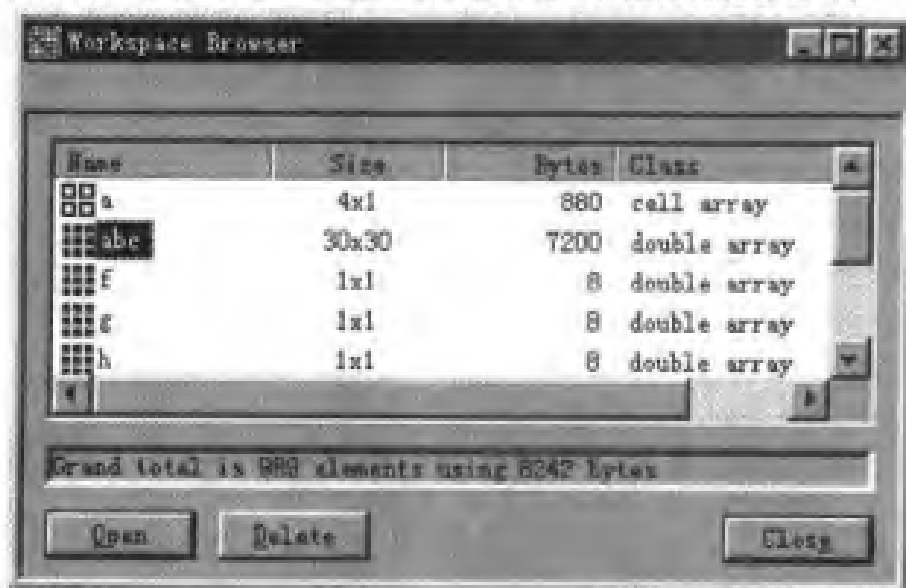 Workspace Browser
Name Size Bytes Class
a 4x1 880 cell array
abc 30x30 7200 double array
f 1x1 8 double array
g 1x1 8 double array
h 1x1 8 double array
Grand total is elements using bytes
Open Delete Close